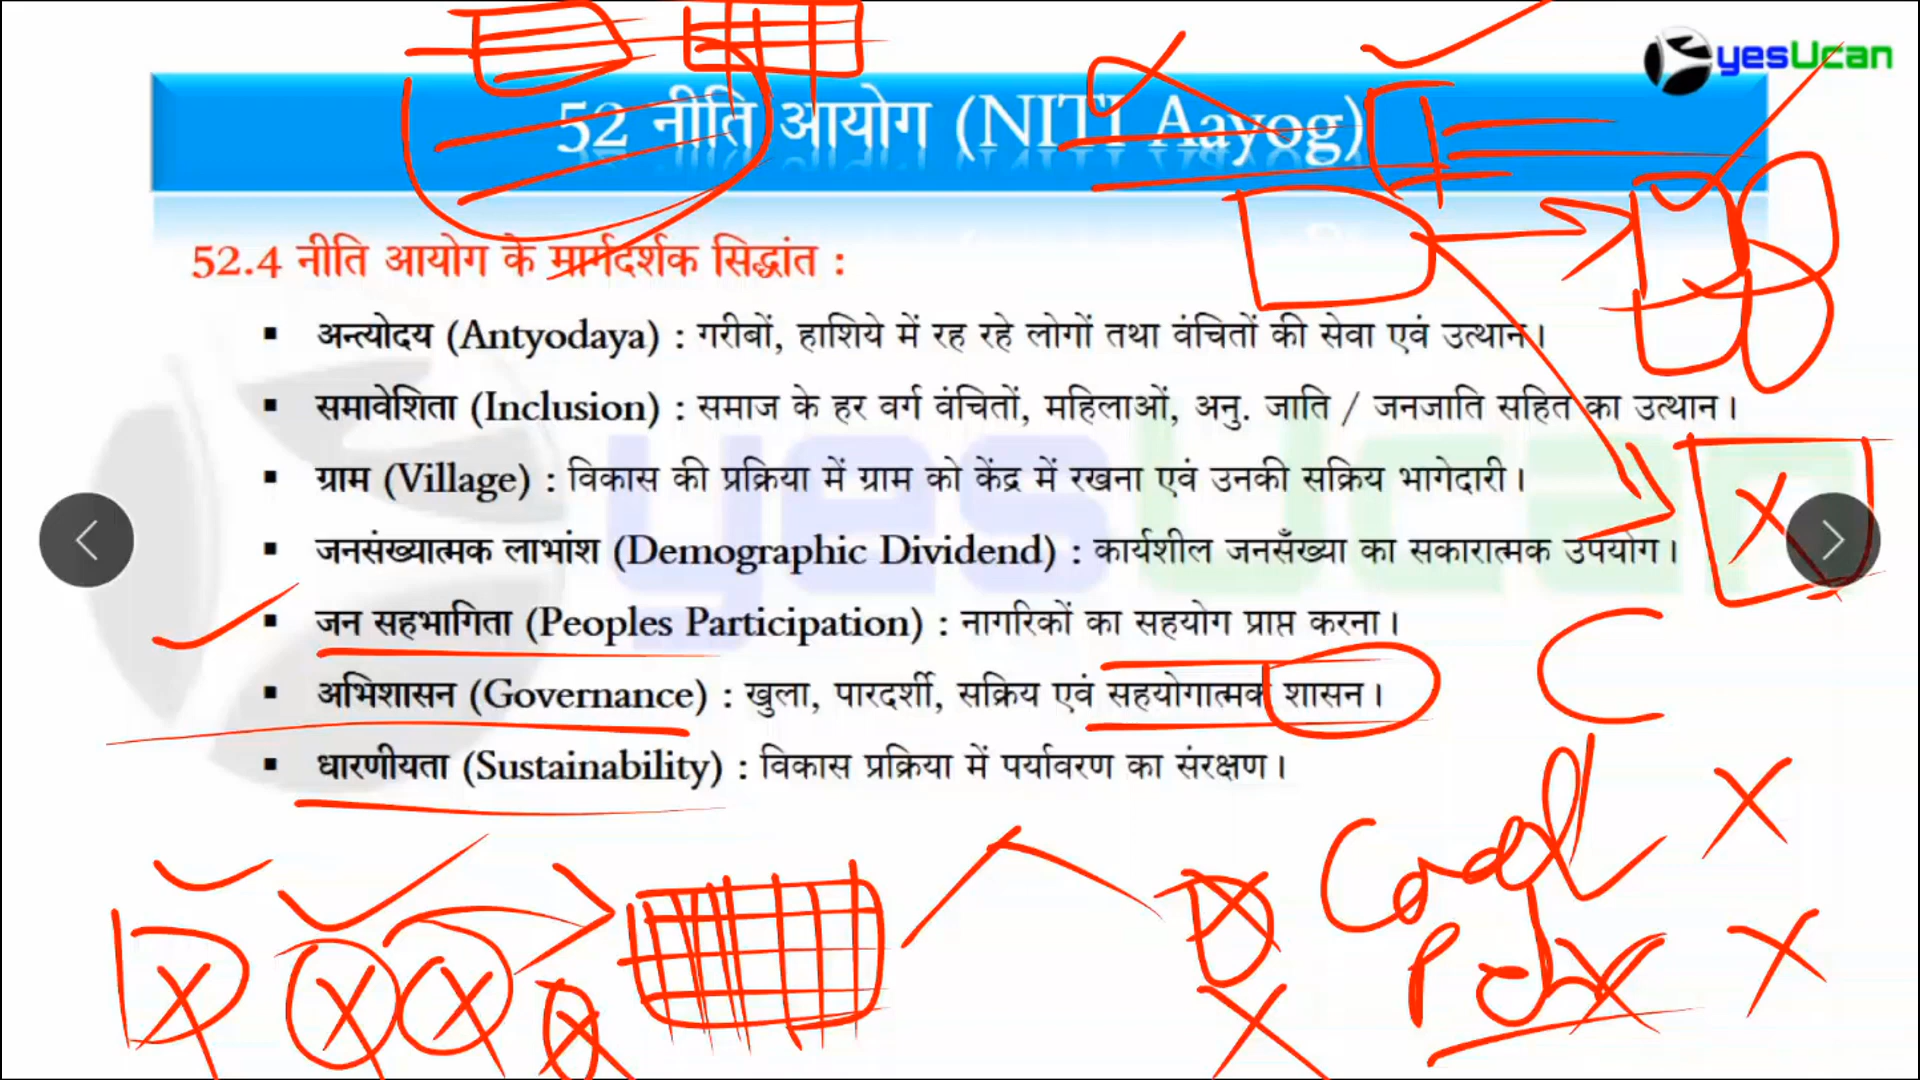 yesUcan
52 नीति आयोग (NITI Aayog)
52.4 नीति आयोग के मार्गदर्शक सिद्धांत :
▪ अन्त्योदय (Antyodaya) : गरीबों, हाशिये में रह रहे लोगों तथा वंचितों की सेवा एवं उत्थान।
▪ समावेशिता (Inclusion) : समाज के हर वर्ग वंचितों, महिलाओं, अनु. जाति / जनजाति सहित का उत्थान।
▪ ग्राम (Village) : विकास की प्रक्रिया में ग्राम को केंद्र में रखना एवं उनकी सक्रिय भागेदारी।
▪ जनसंख्यात्मक लाभांश (Demographic Dividend) : कार्यशील जनसँख्या का सकारात्मक उपयोग।
▪ जन सहभागिता (Peoples Participation) : नागरिकों का सहयोग प्राप्त करना।
▪ अभिशासन (Governance) : खुला, पारदर्शी, सक्रिय एवं सहयोगात्मक शासन।
▪ धारणीयता (Sustainability) : विकास प्रक्रिया में पर्यावरण का संरक्षण।